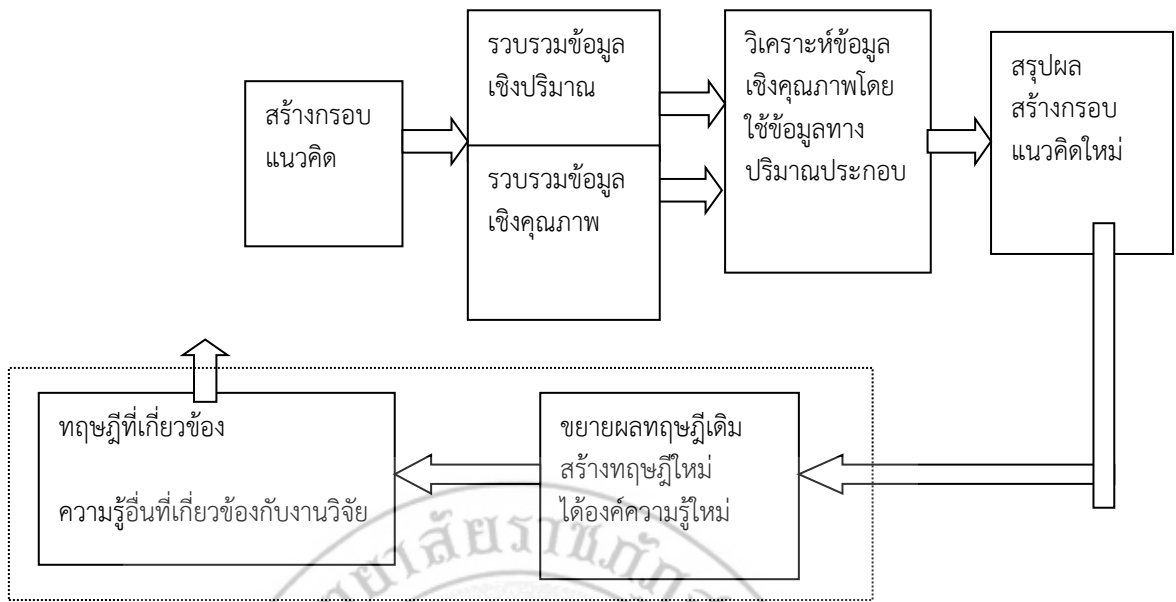 สร้างกรอบ
แนวคิด
รวบรวมข้อมูล
เชิงปริมาณ
รวบรวมข้อมูล
เชิงคุณภาพ
วิเคราะห์ข้อมูล
เชิงคุณภาพโดย
ใช้ข้อมูลทาง
ปริมาณประกอบ
สรุปผล
สร้างกรอบ
แนวคิดใหม่
ทฤษฎีที่เกี่ยวข้อง
ความรู้อื่นที่เกี่ยวข้องกับงานวิจัย
ขยายผลทฤษฎีเดิม
สร้างทฤษฎีใหม่
ได้องค์ความรู้ใหม่